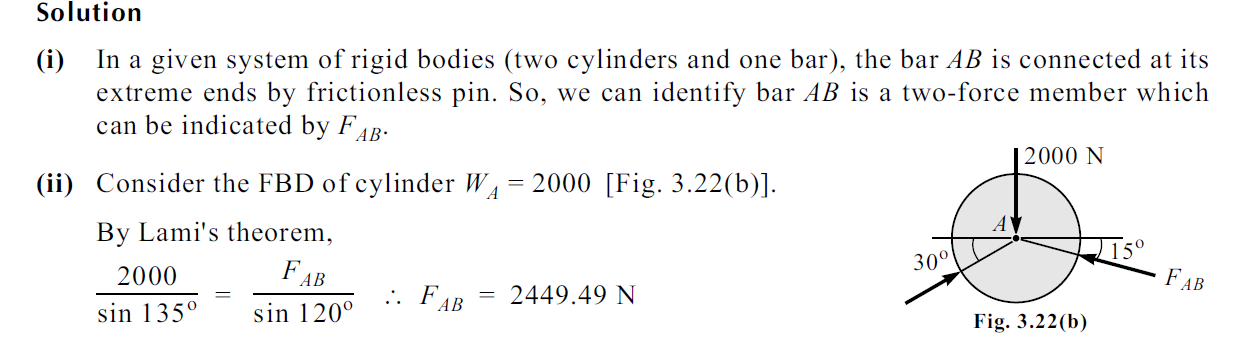 Solution
(i) In a given system of rigid bodies (two cylinders and one bar), the bar AB is connected at its
extreme ends by frictionless pin. So, we can identify bar AB is a two-force member which
can be indicated by F_AB.
(ii) Consider the FBD of cylinder W_A = 2000 [Fig. 3.22(b)].
By Lami's theorem,
2000 / sin 135° = F_AB / sin 120° ∴ F_AB = 2449.49 N
2000 N
A
30°
15°
F_AB
Fig. 3.22(b)